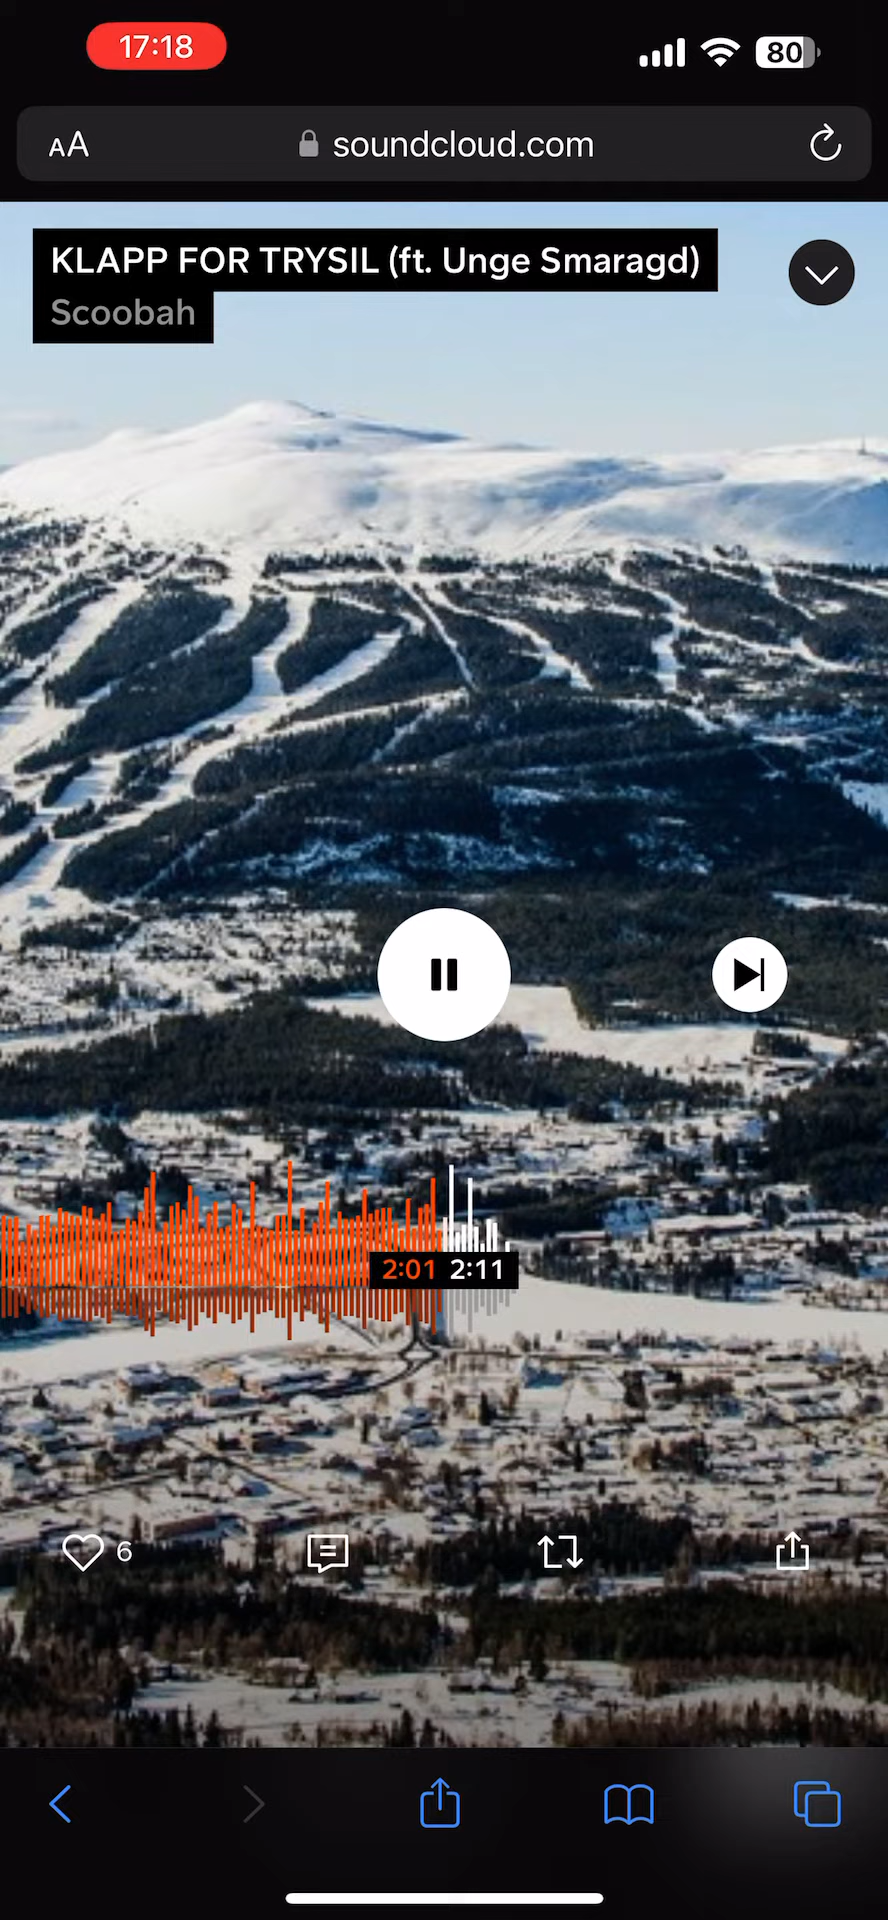 17:18
80
AA
soundcloud.com
KLAPP FOR TRYSIL (ft. Unge Smaragd)
Scoobah
2:01 2:11
6